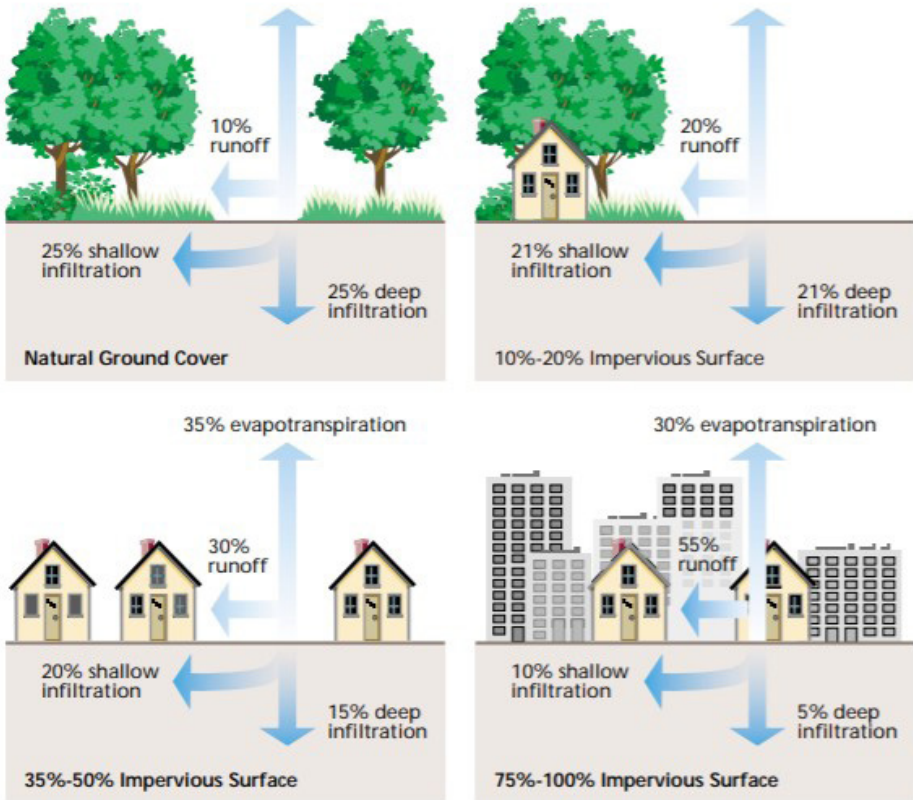 10%
runoff
25% shallow
infiltration
25% deep
infiltration
Natural Ground Cover
20%
runoff
21% shallow
infiltration
21% deep
infiltration
10%-20% Impervious Surface
35% evapotranspiration
30%
runoff
20% shallow
infiltration
15% deep
infiltration
35%-50% Impervious Surface
30% evapotranspiration
55%
runoff
10% shallow
infiltration
5% deep
infiltration
75%-100% Impervious Surface